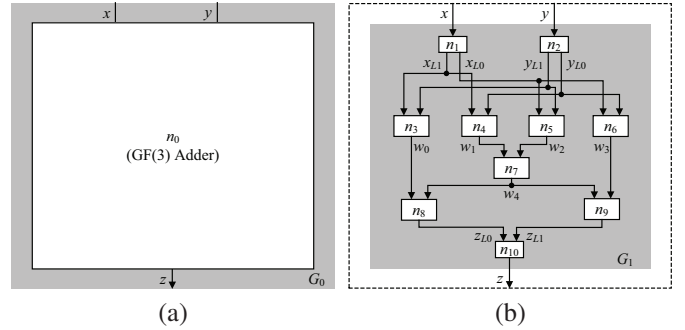 x y
n0
(GF(3) Adder)
z G0
(a)
x y
n1 n2
xL1 xL0 yL1 yL0
n3 n4 n5 n6
w0 w1 w2 w3
n7
w4
n8 n9
zL0 zL1
n10
G1
z
(b)